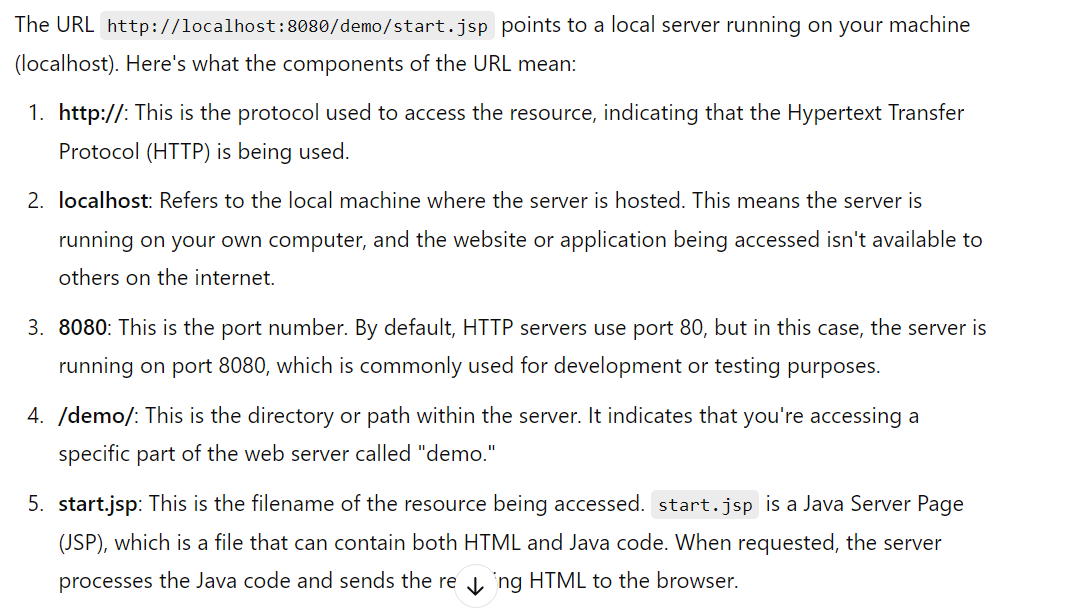 The URL http://localhost:8080/demo/start.jsp points to a local server running on your machine
(localhost). Here's what the components of the URL mean:
1. http://: This is the protocol used to access the resource, indicating that the Hypertext Transfer
Protocol (HTTP) is being used.
2. localhost: Refers to the local machine where the server is hosted. This means the server is
running on your own computer, and the website or application being accessed isn't available to
others on the internet.
3. 8080: This is the port number. By default, HTTP servers use port 80, but in this case, the server is
running on port 8080, which is commonly used for development or testing purposes.
4. /demo/: This is the directory or path within the server. It indicates that you're accessing a
specific part of the web server called "demo."
5. start.jsp: This is the filename of the resource being accessed. start.jsp is a Java Server Page
(JSP), which is a file that can contain both HTML and Java code. When requested, the server
processes the Java code and sends the HTML to the browser.